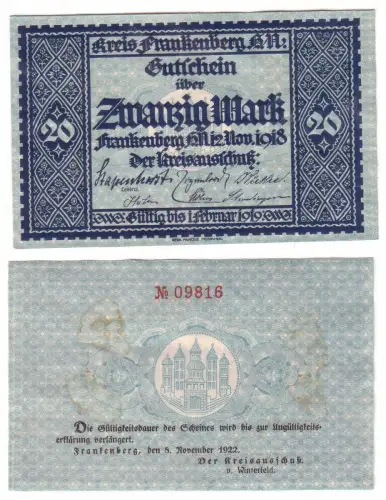 Kreis Frankenberg H.N:
Gutschein
über
Zwanzig Mark
20
20
Frankenberg H.N. 12. Nov. 1918
Der Kreisausschuß:
Gültig bis 1. Februar 1919
№ 09816
Die Gültigkeitsdauer des Scheines wird bis zur Ungültigkeits-
erklärung verlängert.
Frankenberg, den 8. November 1922.
Der Kreisausschuß
v. Winterfeld.